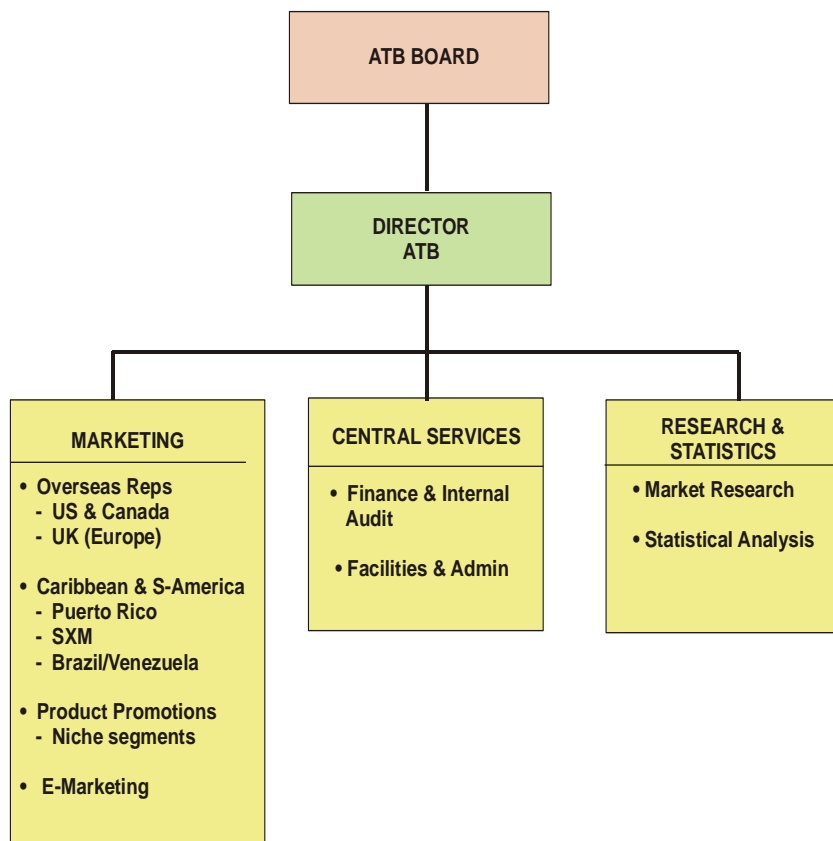 ATB BOARD
DIRECTOR
ATB
MARKETING
• Overseas Reps
- US & Canada
- UK (Europe)
• Caribbean & S-America
- Puerto Rico
- SXM
- Brazil/Venezuela
• Product Promotions
- Niche segments
• E-Marketing
CENTRAL SERVICES
• Finance & Internal
Audit
• Facilities & Admin
RESEARCH &
STATISTICS
• Market Research
• Statistical Analysis